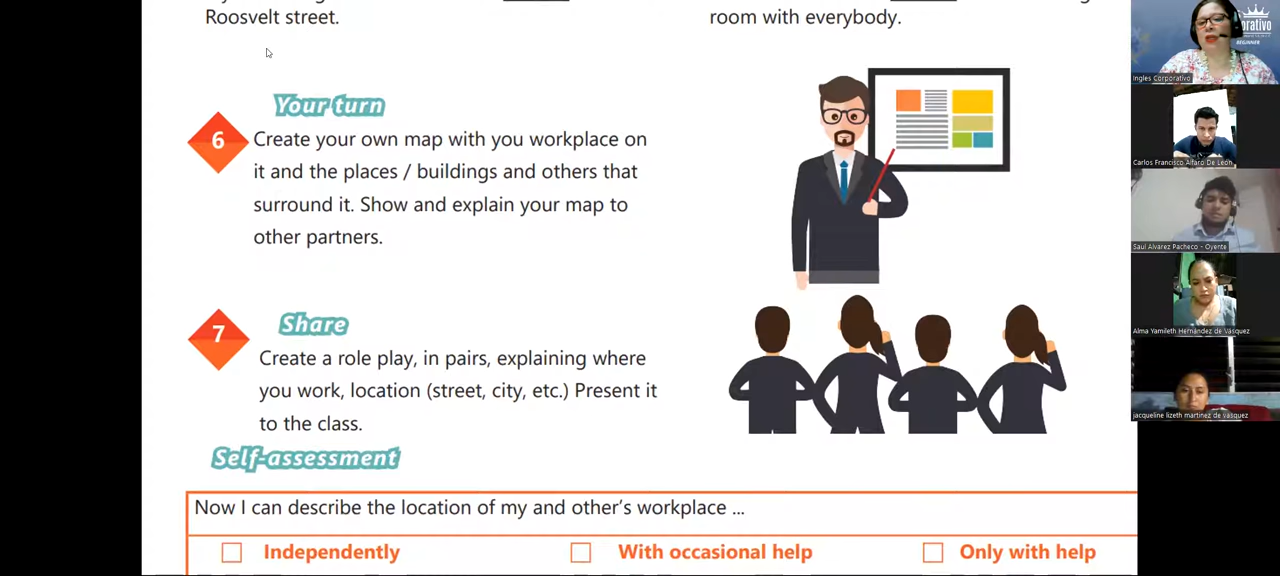 Roosvelt street.
room with everybody.
Your turn
6
Create your own map with you workplace on
it and the places / buildings and others that
surround it. Show and explain your map to
other partners.
7
Share
Create a role play, in pairs, explaining where
you work, location (street, city, etc.) Present it
to the class.
Self-assessment
Now I can describe the location of my and other's workplace ...
Independently
With occasional help
Only with help
orativo
BEGINNER
Ingles Corporativo
Carlos Francisco Alfaro De Leon
Saul Alvarez Pacheco - Oyente
Alma Yamileth Hernández de Vásquez
jacqueline lizeth martinez de vasquez